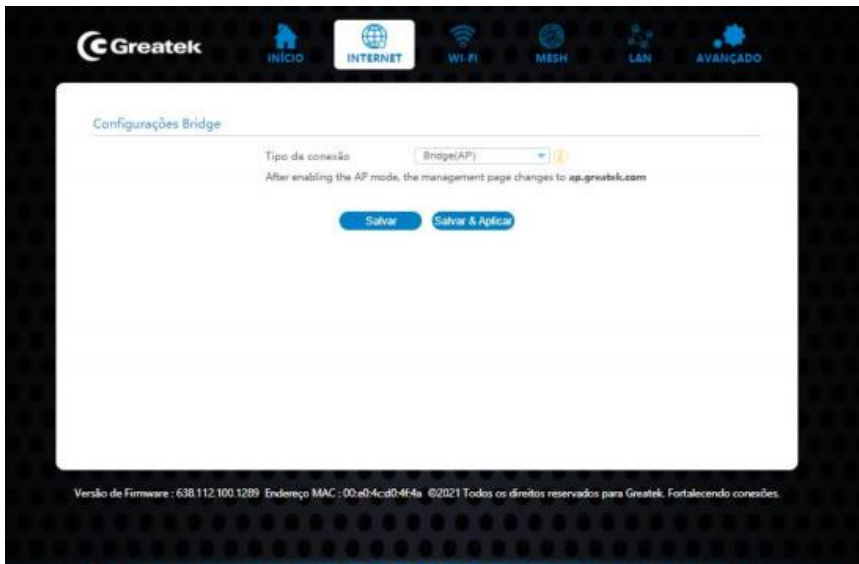 Greatek
INÍCIO INTERNET WI-FI MESH LAN AVANÇADO
Configurações Bridge
Tipo de conexão Bridge(AP)
After enabling the AP mode, the management page changes to ap.greatek.com
Salvar Salvar & Aplicar
Versão de Firmware : 638.112.100.1289 Endereço MAC : 00:e0:4c:d0:4f:4a ©2021 Todos os direitos reservados para Greatek. Fortalecendo conexões.